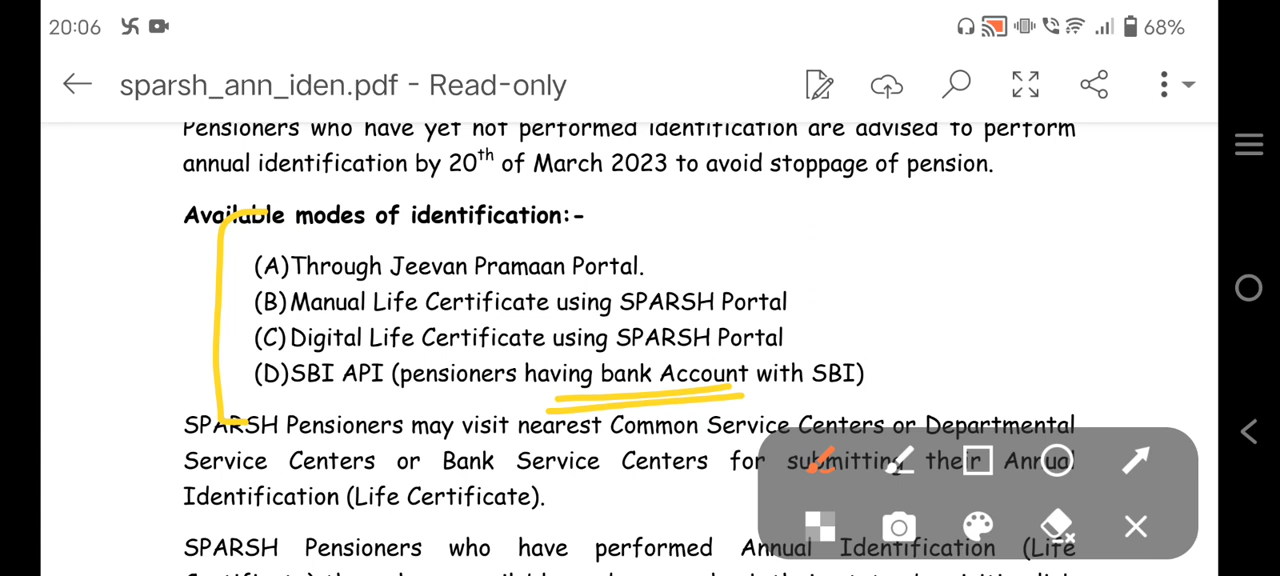 20:06 68%
sparsh_ann_iden.pdf - Read-only
Pensioners who have yet not performed identification are advised to perform
annual identification by 20th of March 2023 to avoid stoppage of pension.
Available modes of identification:-
(A)Through Jeevan Pramaan Portal.
(B)Manual Life Certificate using SPARSH Portal
(C)Digital Life Certificate using SPARSH Portal
(D)SBI API (pensioners having bank Account with SBI)
SPARSH Pensioners may visit nearest Common Service Centers or Departmental
Service Centers or Bank Service Centers for submitting their Annual
Identification (Life Certificate).
SPARSH Pensioners who have performed Annual Identification (Life